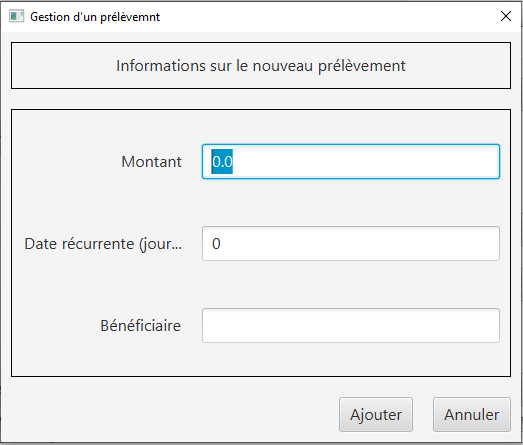 Gestion d'un prélèvemnt
Informations sur le nouveau prélèvement
Montant
0.0
Date récurrente (jour...
0
Bénéficiaire
Ajouter
Annuler